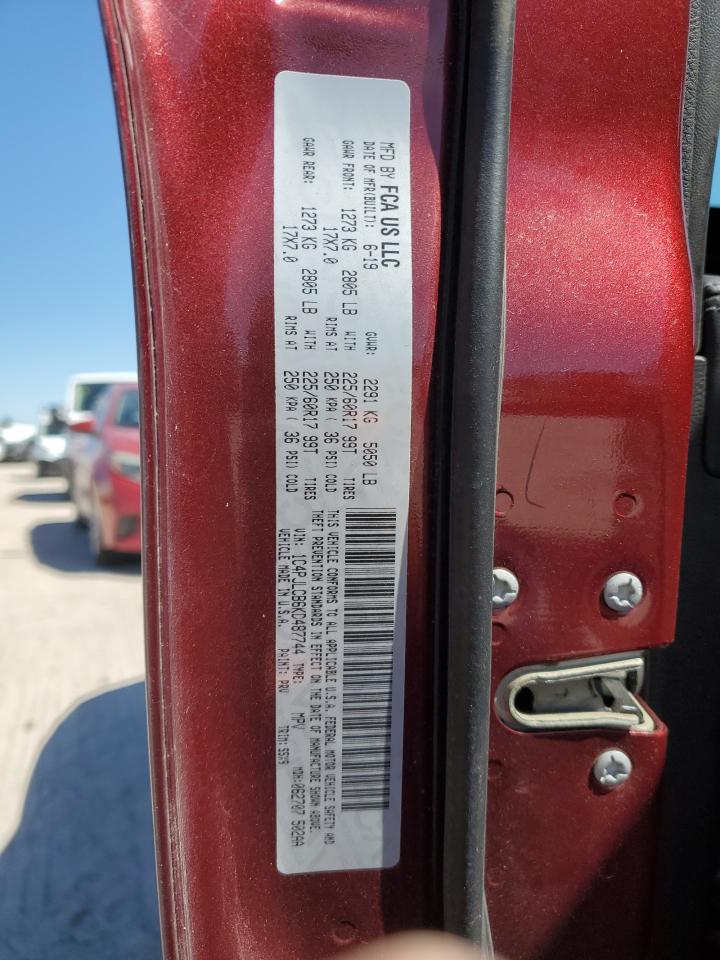 MFD BY FCA US LLC
DATE OF MFR(BUILT): 6-19 GVWR: 2291 KG 5050 LB
GAWR FRONT: 1273 KG 2805 LB WITH 225/60R17 99T TIRES
17X7.0 RIMS AT 250 KPA ( 36 PSI) COLD
GAWR REAR: 1273 KG 2805 LB WITH 225/60R17 99T TIRES
17X7.0 RIMS AT 250 KPA ( 36 PSI) COLD
THIS VEHICLE CONFORMS TO ALL APPLICABLE U.S.A. FEDERAL MOTOR VEHICLE SAFETY AND
THEFT PREVENTION STANDARDS IN EFFECT ON THE DATE OF MANUFACTURE SHOWN ABOVE.
VIN: 1C4PJLCB6KD487744 TYPE: MPV MDH:062707 502AA
VEHICLE MADE IN U.S.A. PAINT: PRV TRIM: